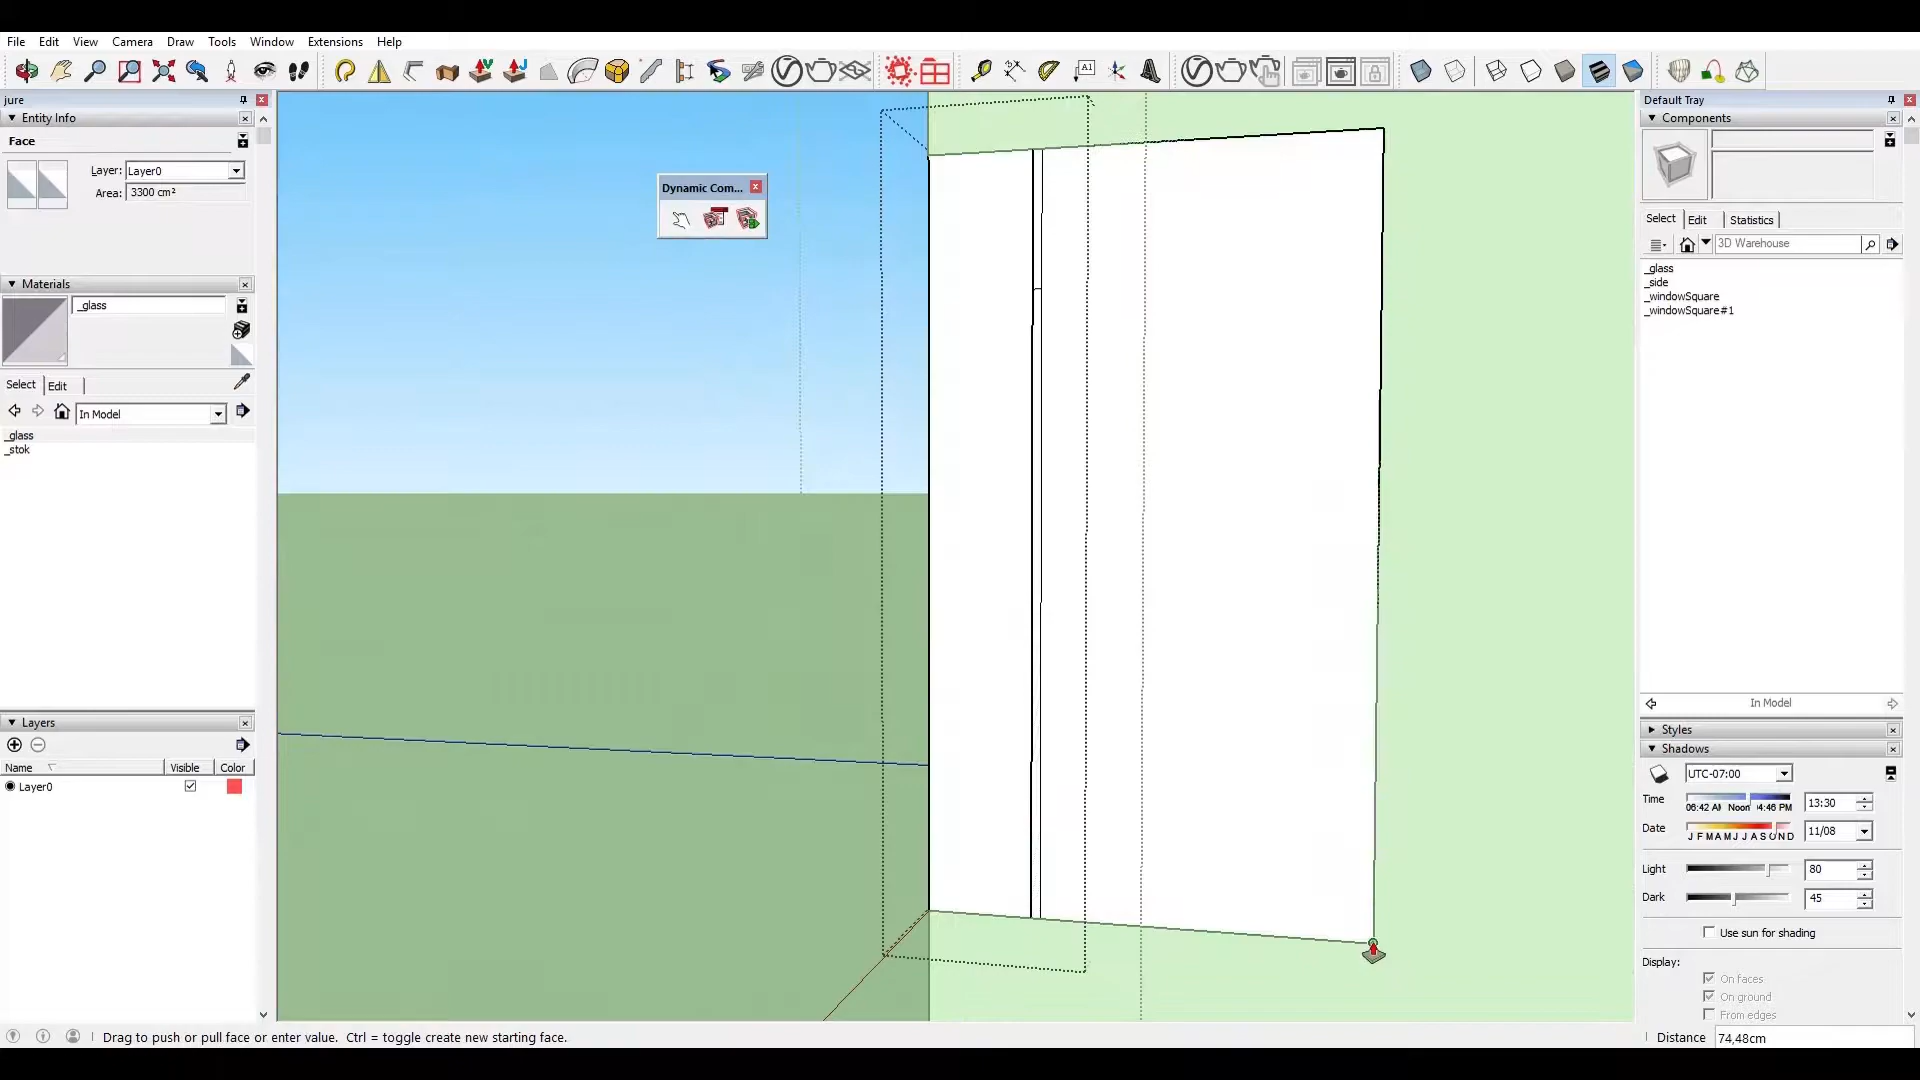 File Edit View Camera Draw Tools Window Extensions Help
A1
jure
Entity Info
Face
Layer: Layer0
Area: 3300 cm²
Materials
_glass
Select Edit
In Model
_glass
_stok
Layers
Name Visible Color
Layer0
Dynamic Com...
Default Tray
Components
Select Edit Statistics
3D Warehouse
_glass
_side
_windowSquare
_windowSquare#1
In Model
Styles
Shadows
UTC-07:00
Time 06:42 AM Noon 04:46 PM 13:30
Date J F M A M J J A S O N D 11/08
Light 80
Dark 45
Use sun for shading
Display:
On faces
On ground
From edges
Drag to push or pull face or enter value. Ctrl = toggle create new starting face.
Distance 74,48cm